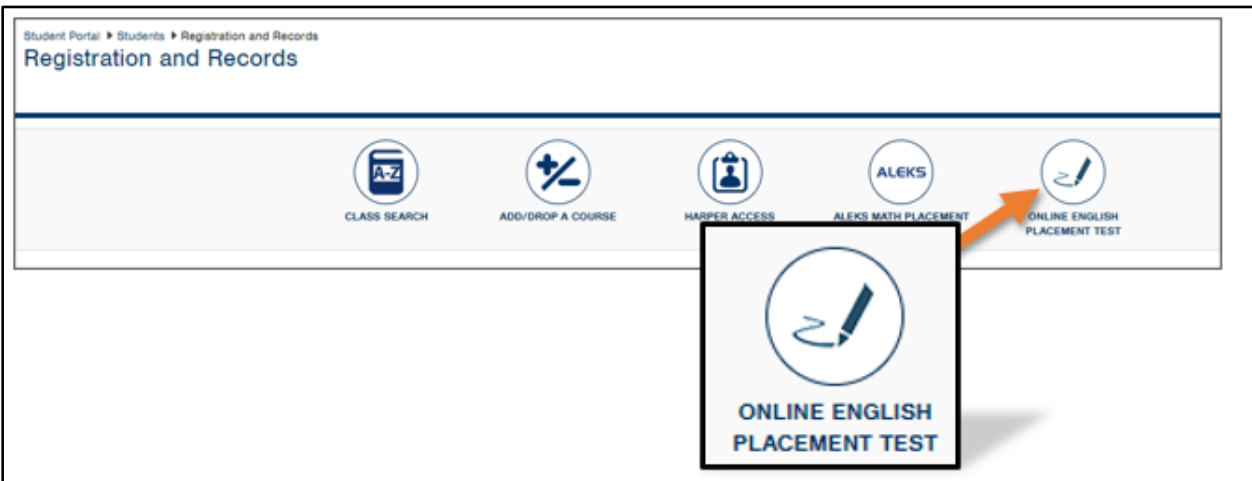 Student Portal ▶ Students ▶ Registration and Records
Registration and Records
A-Z
CLASS SEARCH
ADD/DROP A COURSE
HARPER ACCESS
ALEKS
ALEKS MATH PLACEMENT
ONLINE ENGLISH
PLACEMENT TEST
ONLINE ENGLISH
PLACEMENT TEST